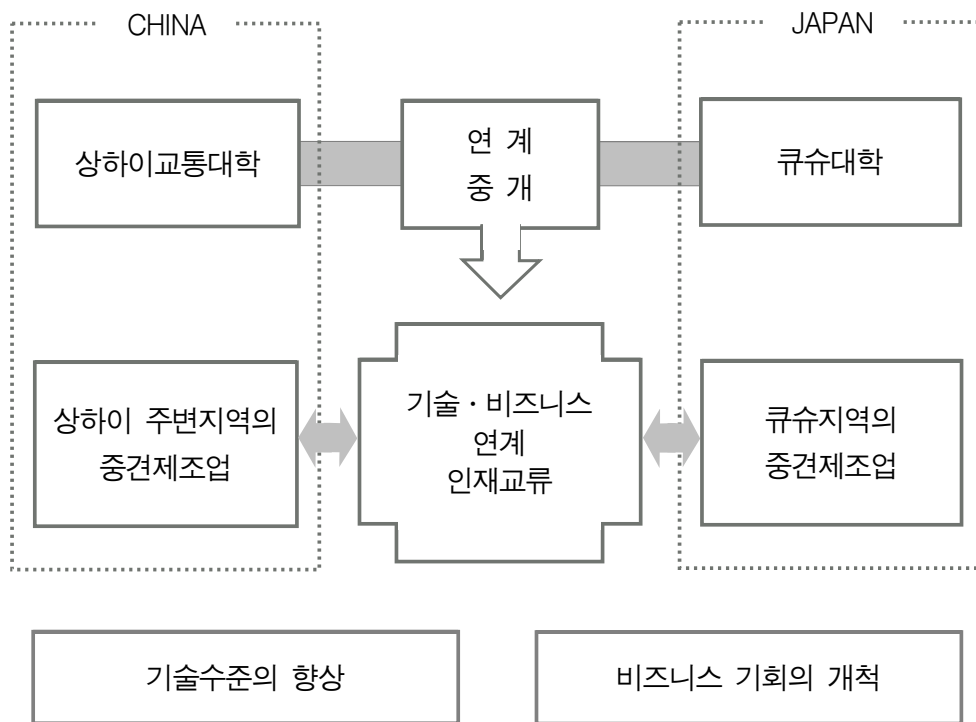 CHINA
JAPAN
상하이교통대학
연 계
중 개
큐슈대학
상하이 주변지역의
중견제조업
기술 · 비즈니스
연계
인재교류
큐슈지역의
중견제조업
기술수준의 향상
비즈니스 기회의 개척